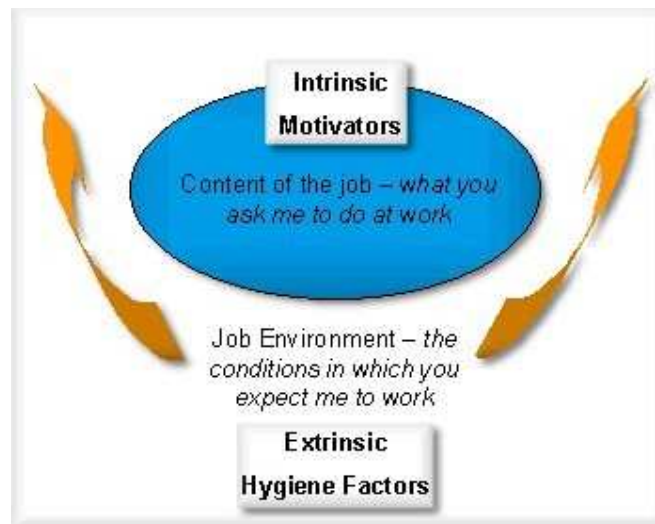 Intrinsic
Motivators
Content of the job – what you
ask me to do at work
Job Environment – the
conditions in which you
expect me to work
Extrinsic
Hygiene Factors